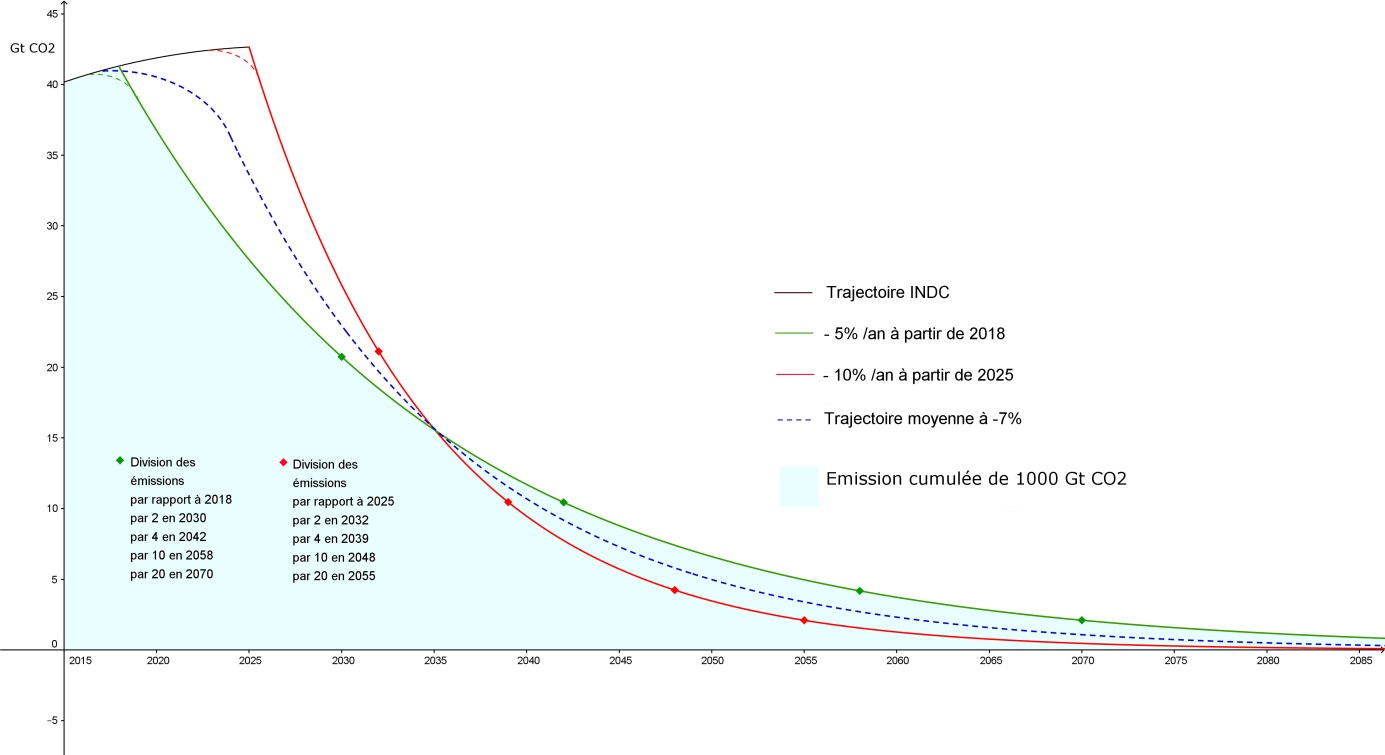 45
Gt CO2
40
35
30
25
20
15
10
5
0
−5
2015 2020 2025 2030 2035 2040 2045 2050 2055 2060 2065 2070 2075 2080 2085
Trajectoire INDC
- 5% /an à partir de 2018
- 10% /an à partir de 2025
Trajectoire moyenne à -7%
Emission cumulée de 1000 Gt CO2
Division des
émissions
par rapport à 2018
par 2 en 2030
par 4 en 2042
par 10 en 2058
par 20 en 2070
Division des
émissions
par rapport à 2025
par 2 en 2032
par 4 en 2039
par 10 en 2048
par 20 en 2055